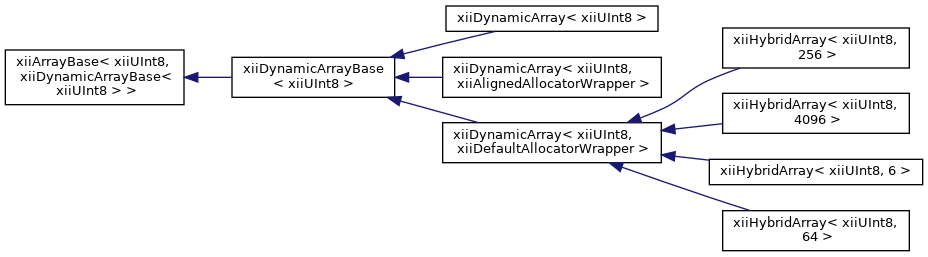 xiiArrayBase< xiiUInt8,
xiiDynamicArrayBase<
xiiUInt8 > >
xiiDynamicArrayBase
< xiiUInt8 >
xiiDynamicArray< xiiUInt8 >
xiiDynamicArray< xiiUInt8,
xiiAlignedAllocatorWrapper >
xiiDynamicArray< xiiUInt8,
xiiDefaultAllocatorWrapper >
xiiHybridArray< xiiUInt8,
256 >
xiiHybridArray< xiiUInt8,
4096 >
xiiHybridArray< xiiUInt8, 6 >
xiiHybridArray< xiiUInt8,
64 >